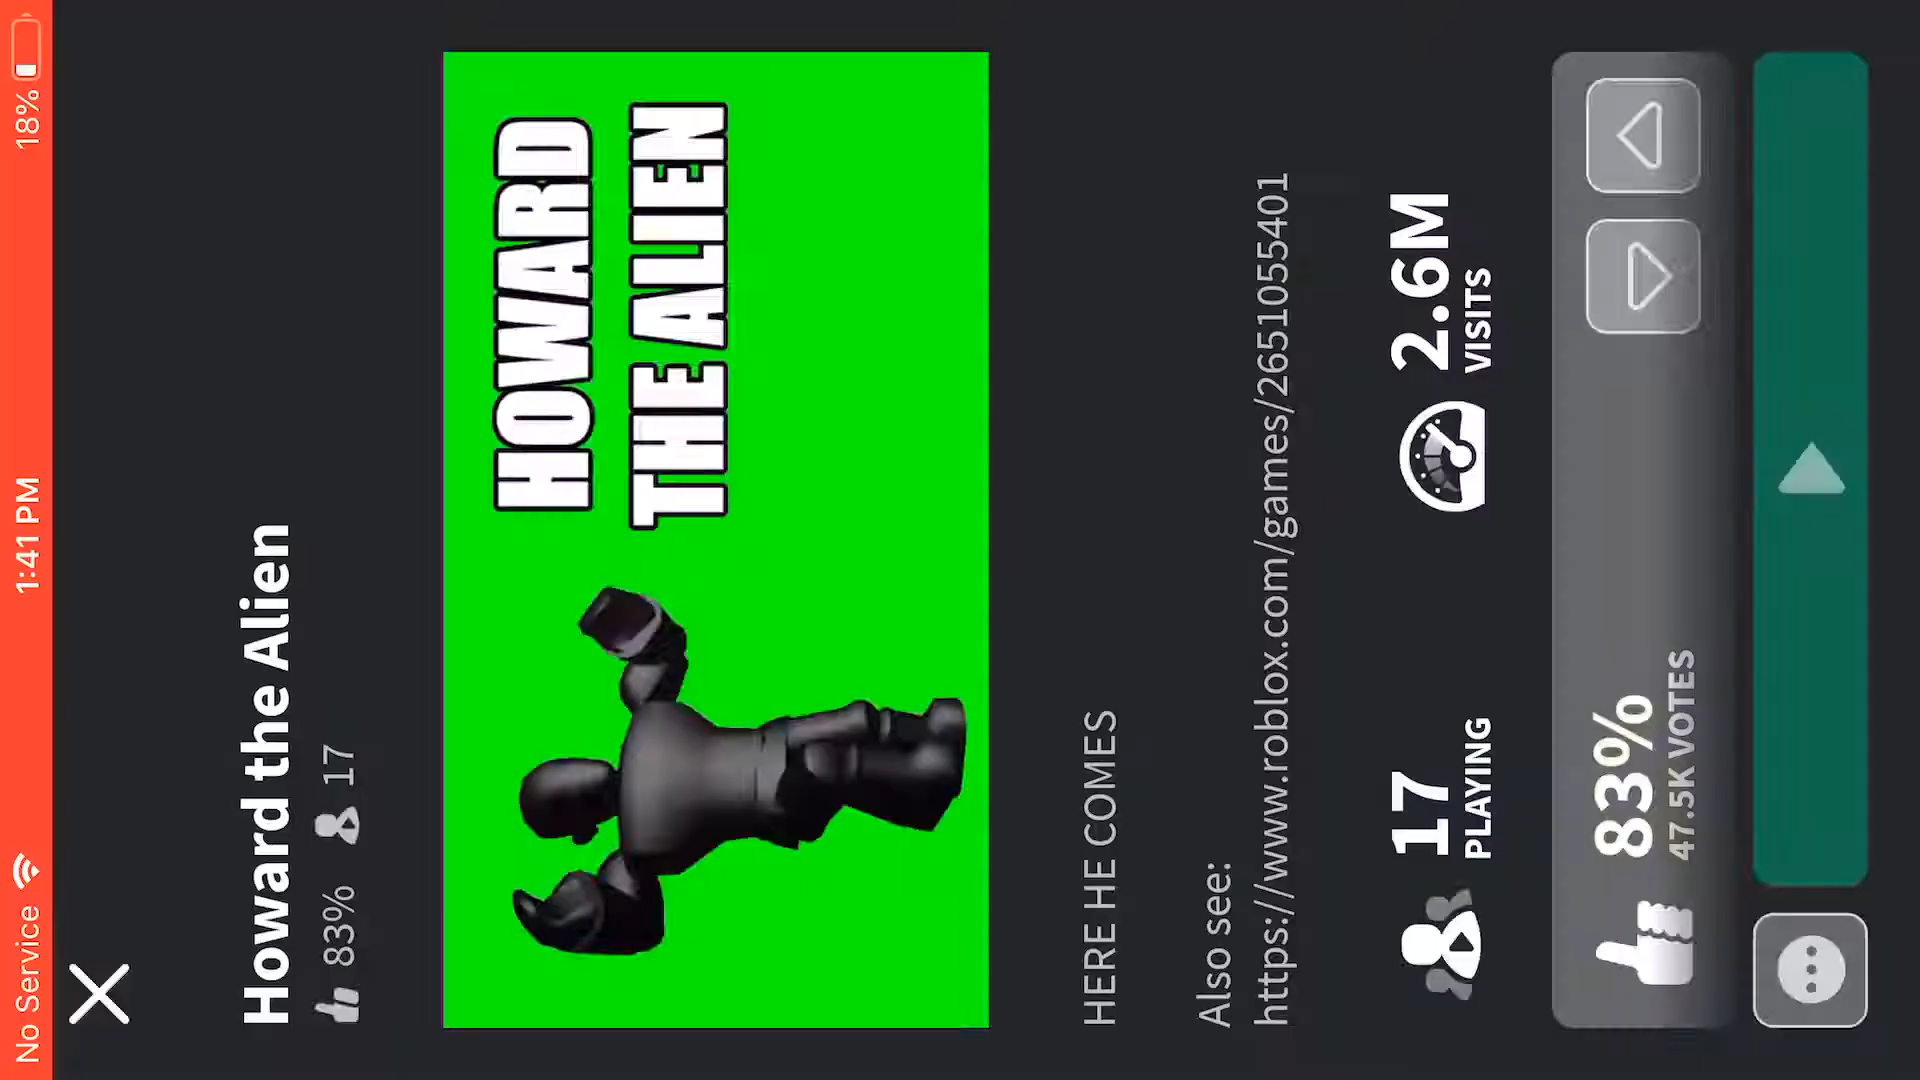 No Service 1:41 PM 18%
Howard the Alien
83% 17
HOWARD
THE ALIEN
HERE HE COMES
Also see:
https://www.roblox.com/games/2651055401
17 2.6M
PLAYING VISITS
83%
47.5K VOTES